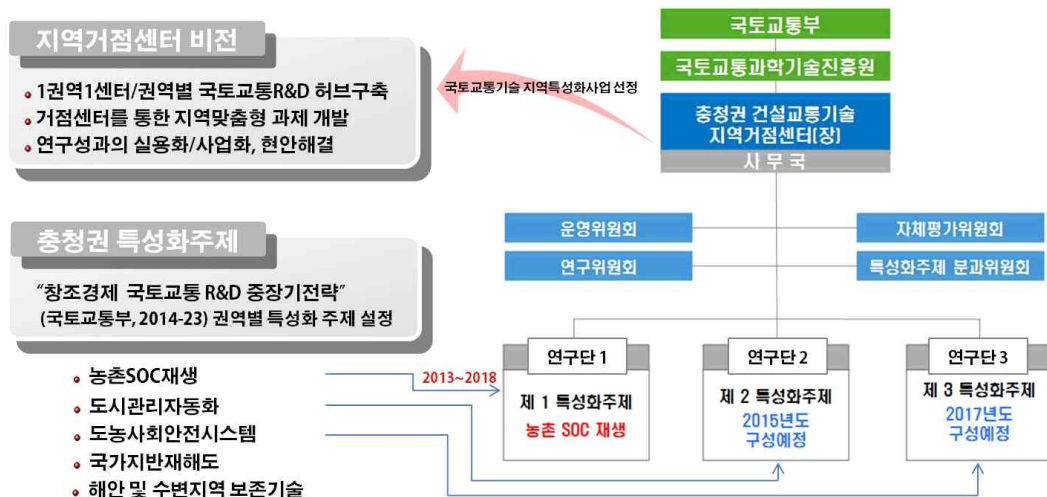 지역거점센터 비전
• 1권역1센터/권역별 국토교통R&D 허브구축
• 거점센터를 통한 지역맞춤형 과제 개발
• 연구성과의 실용화/사업화, 현안해결
국토교통기술 지역특성화사업 선정
국토교통부
국토교통과학기술진흥원
충청권 건설교통기술
지역거점센터(장)
사 무 국
운영위원회
자체평가위원회
연구위원회
특성화주제 분과위원회
충청권 특성화주제
“창조경제 국토교통 R&D 중장기전략”
(국토교통부, 2014-23) 권역별 특성화 주제 설정
• 농촌SOC재생
• 도시관리자동화
• 도농사회안전시스템
• 국가지반재해도
• 해안 및 수변지역 보존기술
2013~2018
연구단 1
제 1 특성화주제
농촌 SOC 재생
연구단 2
제 2 특성화주제
2015년도
구성예정
연구단 3
제 3 특성화주제
2017년도
구성예정